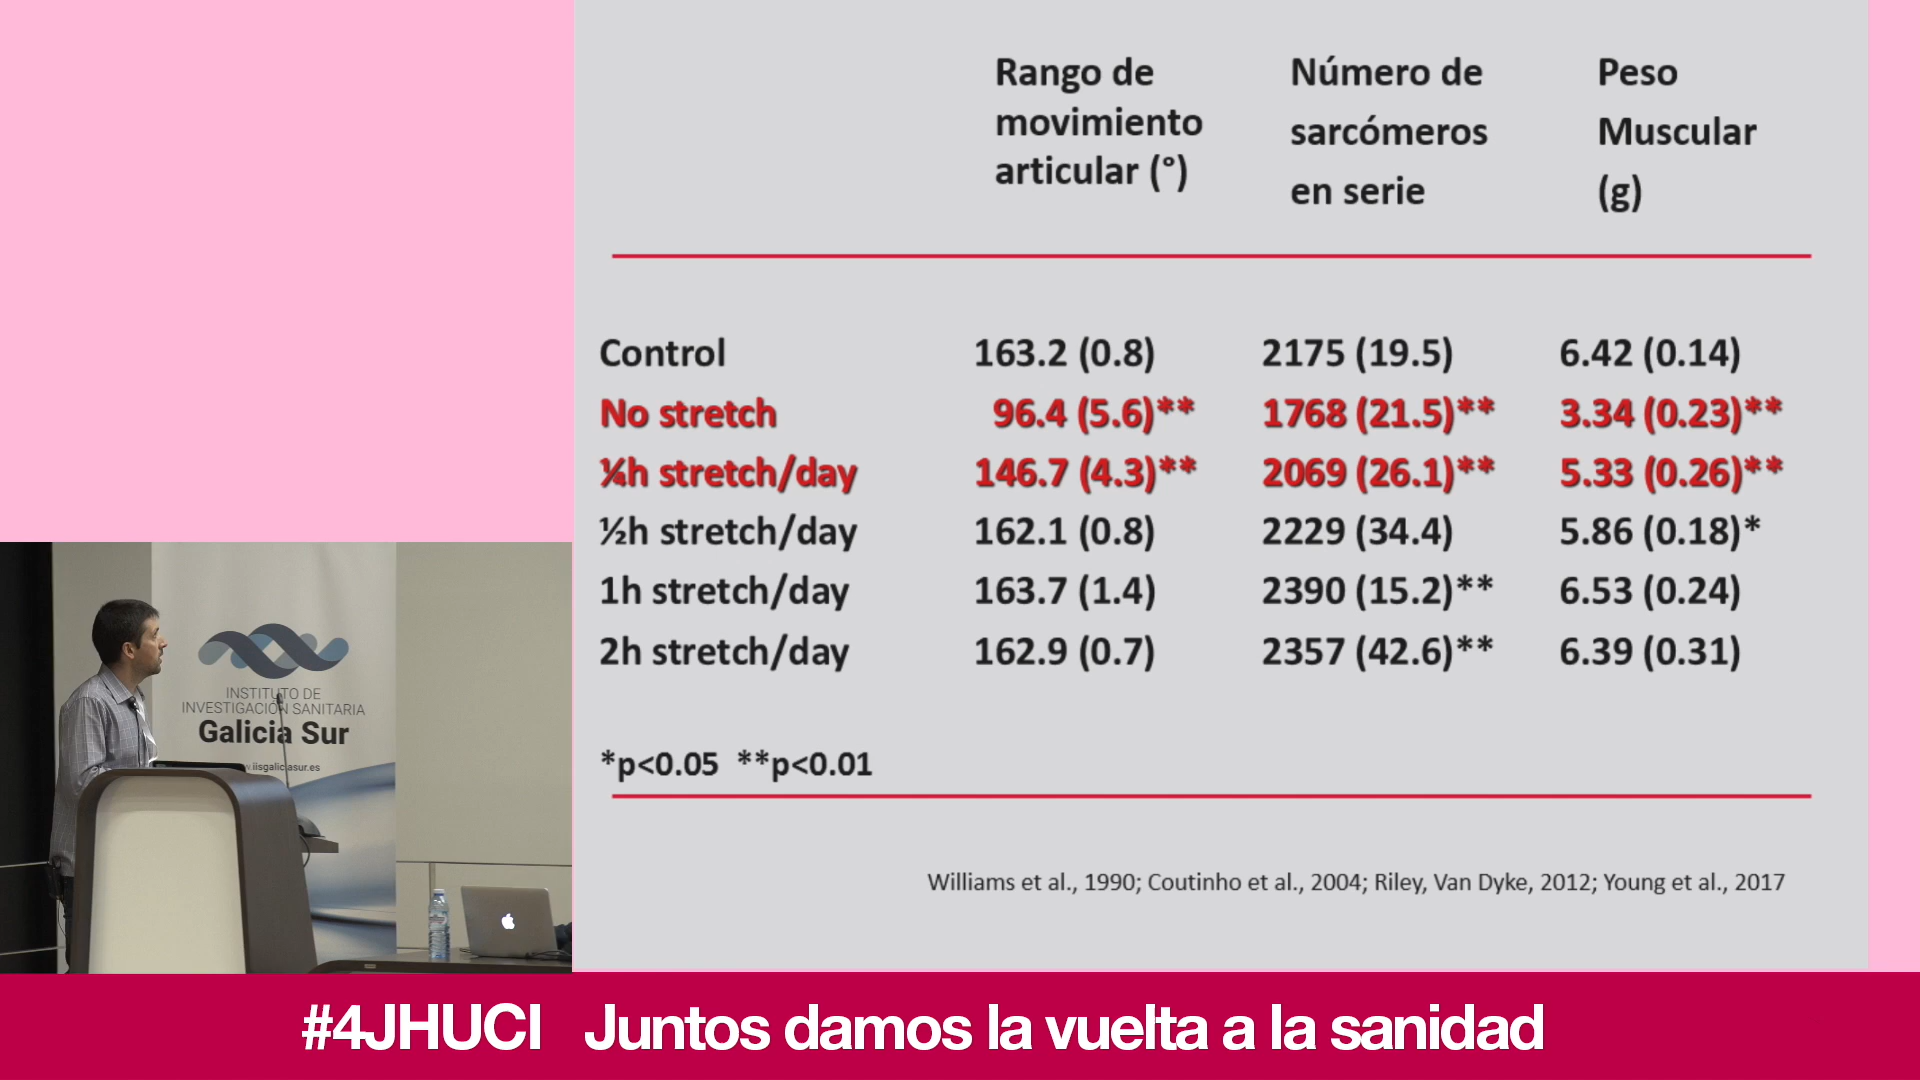 Rango de
movimiento
articular (°)
Número de
sarcómeros
en serie
Peso
Muscular
(g)
Control 163.2 (0.8) 2175 (19.5) 6.42 (0.14)
No stretch 96.4 (5.6)** 1768 (21.5)** 3.34 (0.23)**
¼h stretch/day 146.7 (4.3)** 2069 (26.1)** 5.33 (0.26)**
½h stretch/day 162.1 (0.8) 2229 (34.4) 5.86 (0.18)*
1h stretch/day 163.7 (1.4) 2390 (15.2)** 6.53 (0.24)
2h stretch/day 162.9 (0.7) 2357 (42.6)** 6.39 (0.31)
*p<0.05 **p<0.01
Williams et al., 1990; Coutinho et al., 2004; Riley, Van Dyke, 2012; Young et al., 2017
INSTITUTO DE
INVESTIGACIÓN SANITARIA
Galicia Sur
w.iisgaliciasur.es
#4JHUCI Juntos damos la vuelta a la sanidad